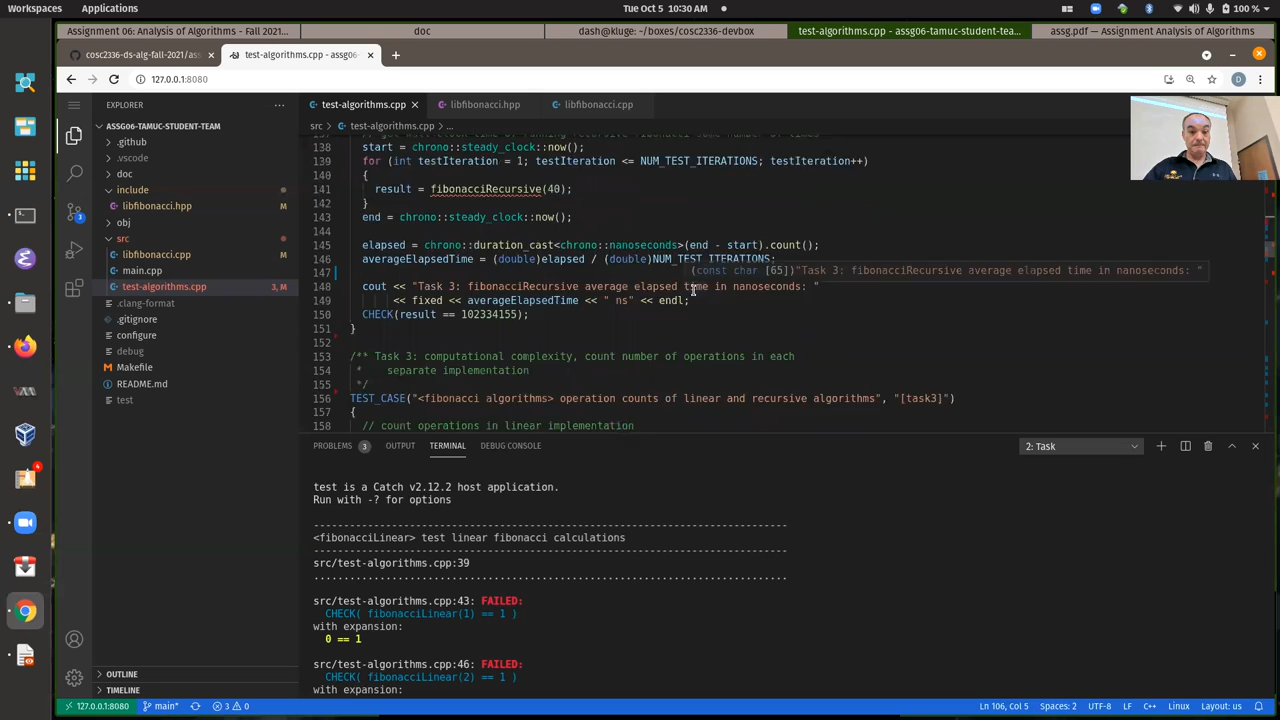 Workspaces Applications Tue Oct 5 10:30 AM 100 %
Assignment 06: Analysis of Algorithms - Fall 2021... doc dash@kluge: ~/boxes/cosc2336-devbox test-algorithms.cpp - assg06-tamuc-student-tea... assg.pdf — Assignment Analysis of Algorithms
cosc2336-ds-alg-fall-2021/ass test-algorithms.cpp - assg06-
127.0.0.1:8080
EXPLORER
test-algorithms.cpp libfibonacci.hpp libfibonacci.cpp
ASSG06-TAMUC-STUDENT-TEAM
src > test-algorithms.cpp > ...
.github
.vscode
doc
include
libfibonacci.hpp M
obj
src
libfibonacci.cpp M
main.cpp
test-algorithms.cpp 3, M
.clang-format
.gitignore
configure
debug
Makefile
README.md
test
OUTLINE
TIMELINE
138 start = chrono::steady_clock::now();
139 for (int testIteration = 1; testIteration <= NUM_TEST_ITERATIONS; testIteration++)
140 {
141 result = fibonacciRecursive(40);
142 }
143 end = chrono::steady_clock::now();
144
145 elapsed = chrono::duration_cast<chrono::nanoseconds>(end - start).count();
146 averageElapsedTime = (double)elapsed / (double)NUM_TEST_ITERATIONS;
147
(const char [65])"Task 3: fibonacciRecursive average elapsed time in nanoseconds: "
148 cout << "Task 3: fibonacciRecursive average elapsed time in nanoseconds: "
149 << fixed << averageElapsedTime << " ns" << endl;
150 CHECK(result == 102334155);
151 }
152
153 /** Task 3: computational complexity, count number of operations in each
154 * separate implementation
155 */
156 TEST_CASE("<fibonacci algorithms> operation counts of linear and recursive algorithms", "[task3]")
157 {
158 // count operations in linear implementation
PROBLEMS 3 OUTPUT TERMINAL DEBUG CONSOLE 2: Task
test is a Catch v2.12.2 host application.
Run with -? for options
-------------------------------------------------------------------------------
<fibonacciLinear> test linear fibonacci calculations
-------------------------------------------------------------------------------
src/test-algorithms.cpp:39
...............................................................................
src/test-algorithms.cpp:43: FAILED:
CHECK( fibonacciLinear(1) == 1 )
with expansion:
0 == 1
src/test-algorithms.cpp:46: FAILED:
CHECK( fibonacciLinear(2) == 1 )
with expansion:
127.0.0.1:8080 main* 3 0 Ln 106, Col 5 Spaces: 2 UTF-8 LF C++ Linux Layout: us